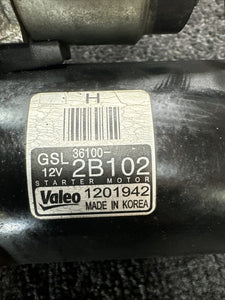 H
GSL 36100-
12V 2B102
STARTER MOTOR
Valeo 1201942
MADE IN KOREA